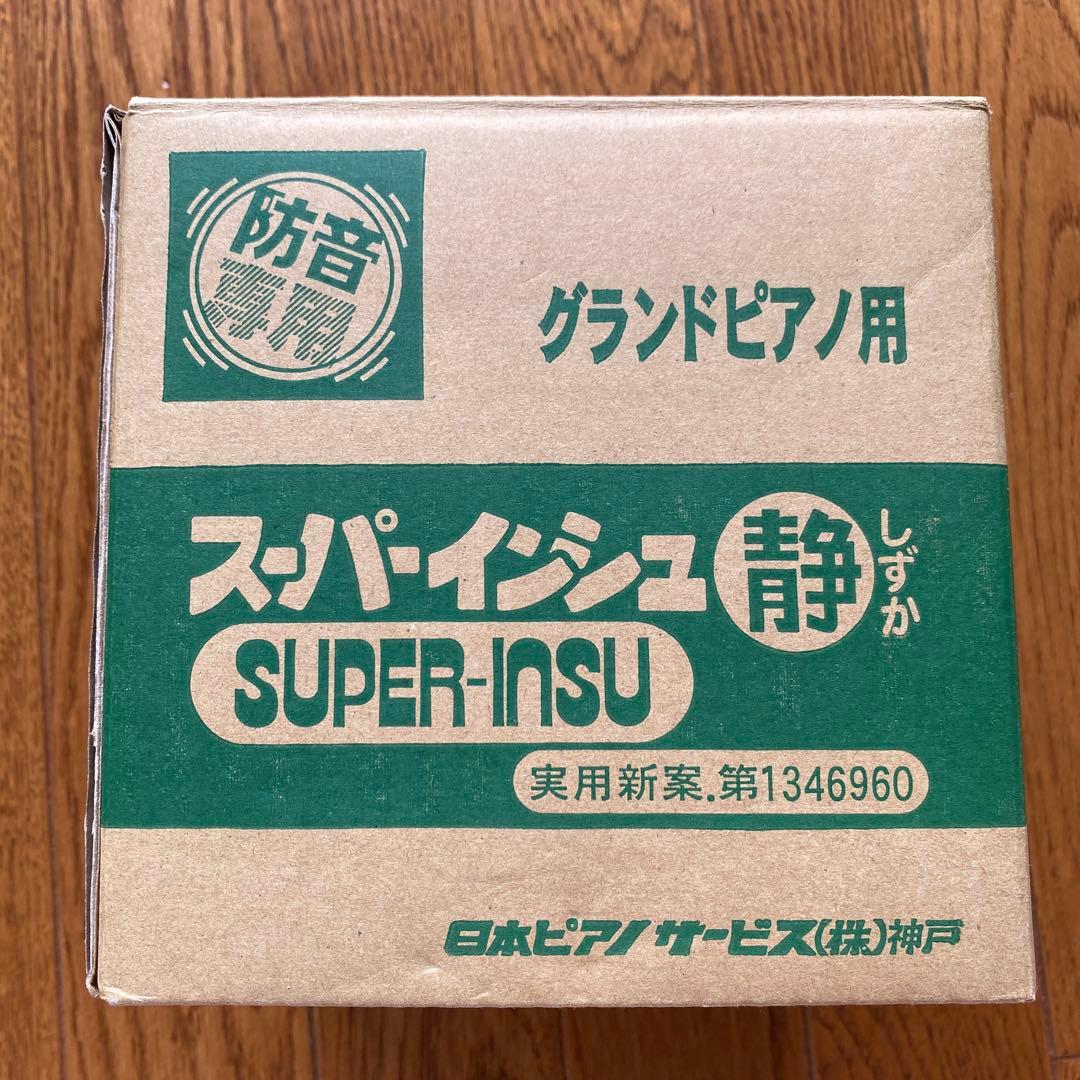 防音
専用
グランドピアノ用
スーパーインシュ静
しずか
SUPER-INSU
実用新案.第1346960
日本ピアノサービス(株)神戸